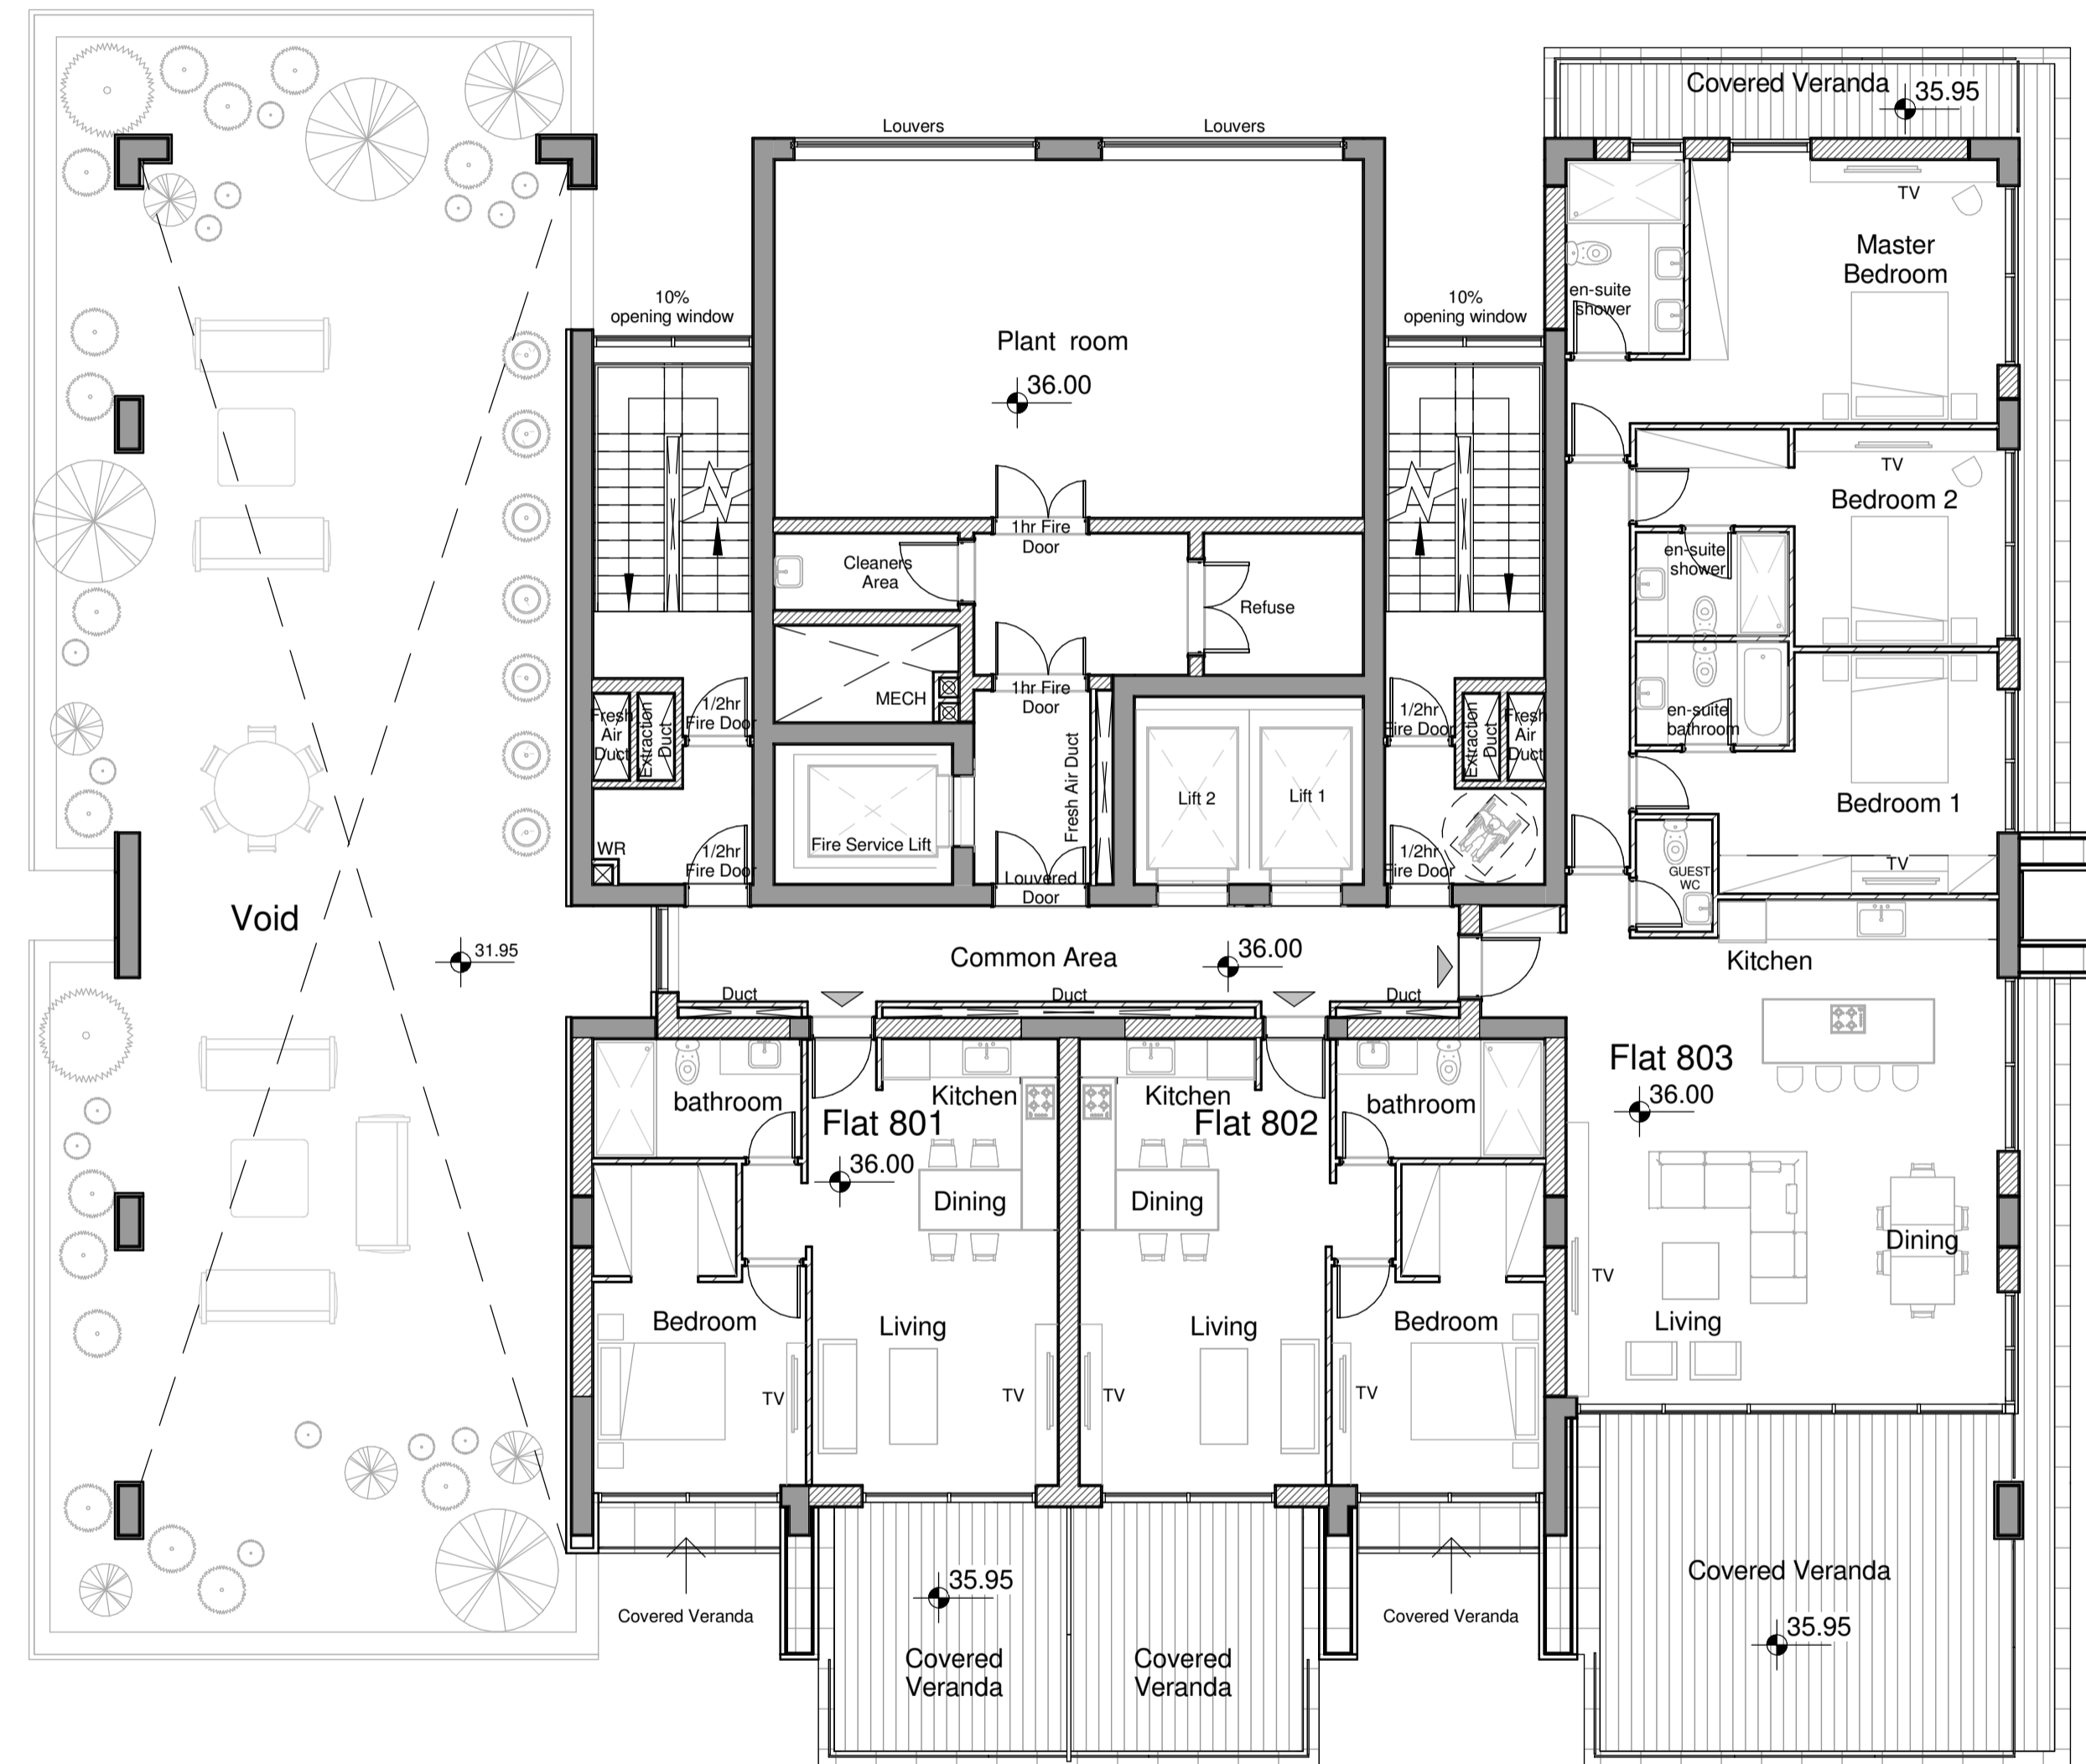 Covered Veranda
35.95
Louvers
Louvers
TV
Master
Bedroom
en-suite
shower
10%
opening window
10%
opening window
Plant room
36.00
TV
Bedroom 2
1hr Fire
Door
Cleaners
Area
en-suite
shower
Refuse
MECH
1hr Fire
Door
1/2hr
Fire Door
1/2hr
Fire Door
Fresh
Air
Duct
Extraction
Duct
Extraction
Duct
Fresh
Air
Duct
en-suite
bathroom
Fresh Air Duct
Lift 2
Lift 1
Bedroom 1
Fire Service Lift
WR
1/2hr
Fire Door
1/2hr
Fire Door
TV
GUEST
WC
Louvered
Door
Void
31.95
Common Area
36.00
Kitchen
Duct
Duct
Duct
Flat 803
36.00
bathroom
Kitchen
Kitchen
bathroom
Flat 801
36.00
Flat 802
Dining
Dining
Dining
TV
Bedroom
Living
Living
Bedroom
Living
TV
TV
TV
TV
Covered Veranda
35.95
Covered Veranda
Covered Veranda
35.95
Covered
Veranda
Covered
Veranda